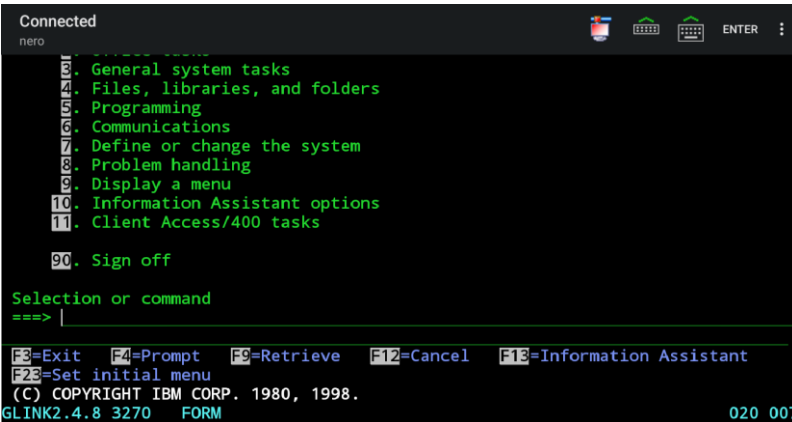 Connected
nero
ENTER
3. General system tasks
4. Files, libraries, and folders
5. Programming
6. Communications
7. Define or change the system
8. Problem handling
9. Display a menu
10. Information Assistant options
11. Client Access/400 tasks
90. Sign off
Selection or command
===>
F3=Exit F4=Prompt F9=Retrieve F12=Cancel F13=Information Assistant
F23=Set initial menu
(C) COPYRIGHT IBM CORP. 1980, 1998.
GLINK2.4.8 3270 FORM 020 007